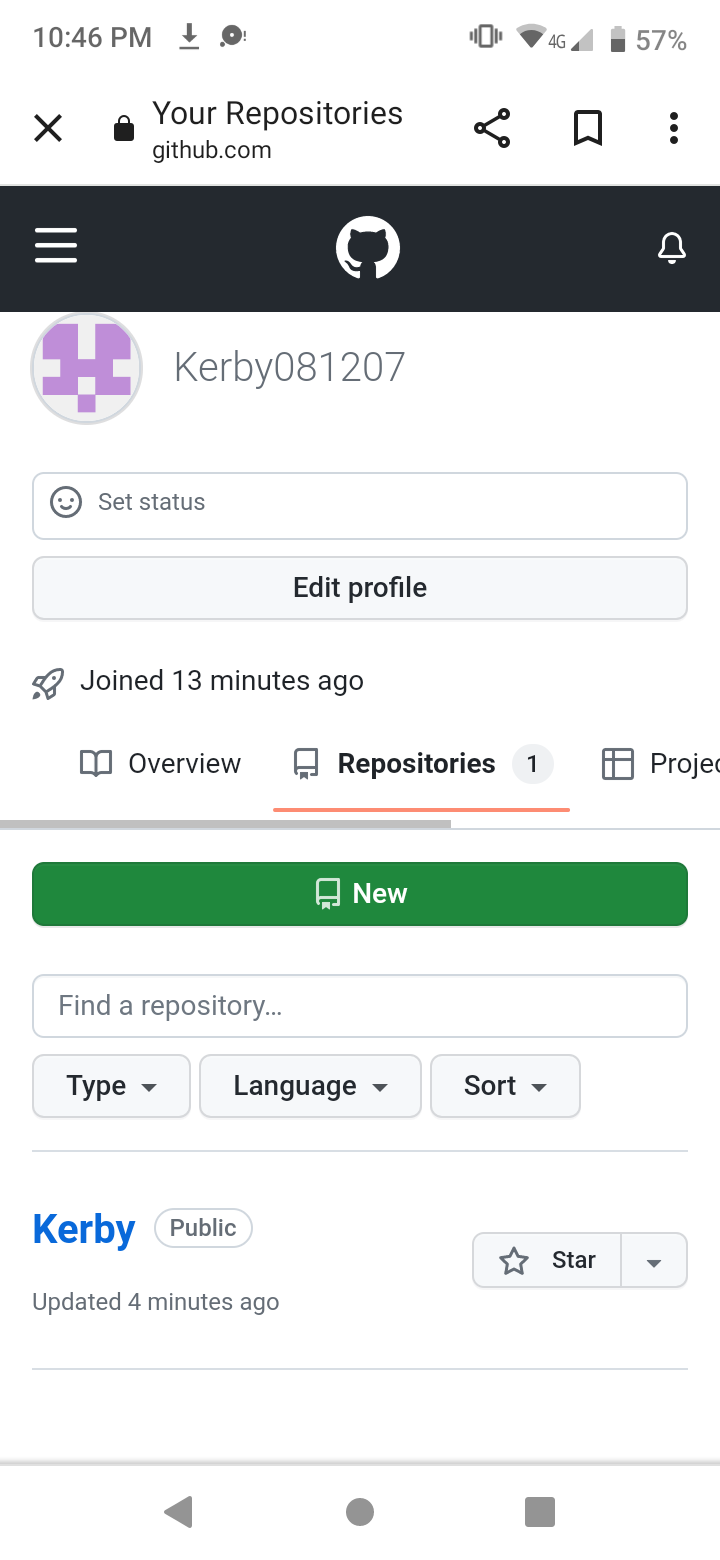 10:46 PM
4G
57%
Your Repositories
github.com
Kerby081207
Set status
Edit profile
Joined 13 minutes ago
Overview
Repositories 1
Projec
New
Find a repository...
Type
Language
Sort
Kerby
Public
Star
Updated 4 minutes ago